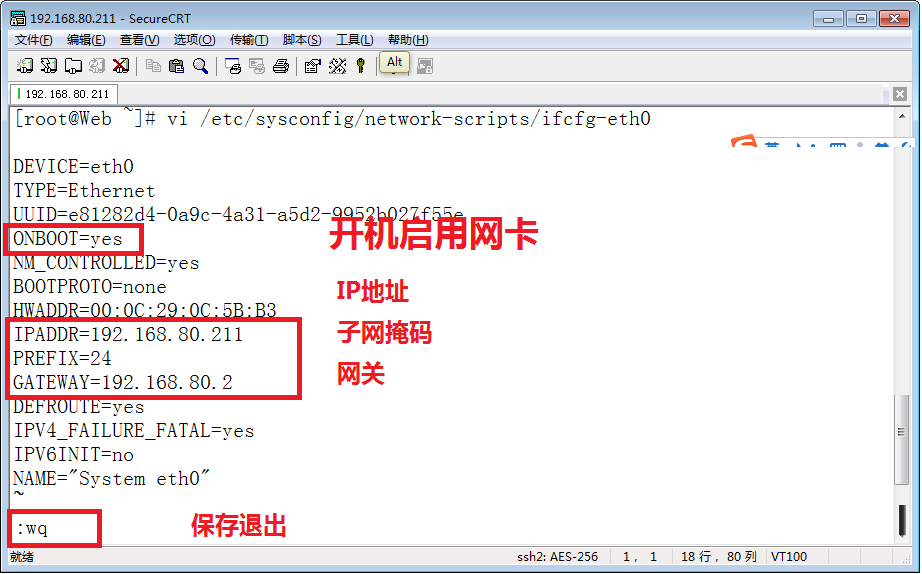 192.168.80.211 - SecureCRT
文件(F) 编辑(E) 查看(V) 选项(O) 传输(T) 脚本(S) 工具(L) 帮助(H)
Alt
192.168.80.211
[root@Web ~]# vi /etc/sysconfig/network-scripts/ifcfg-eth0
英
DEVICE=eth0
TYPE=Ethernet
UUID=e81282d4-0a9c-4a31-a5d2-9952b027f55e
ONBOOT=yes 开机启用网卡
NM_CONTROLLED=yes
BOOTPROTO=none
IP地址
HWADDR=00:0C:29:0C:5B:B3
IPADDR=192.168.80.211 子网掩码
PREFIX=24
GATEWAY=192.168.80.2 网关
DEFROUTE=yes
IPV4_FAILURE_FATAL=yes
IPV6INIT=no
NAME="System eth0"
~
:wq 保存退出
就绪 ssh2: AES-256 1, 1 18 行, 80 列 VT100